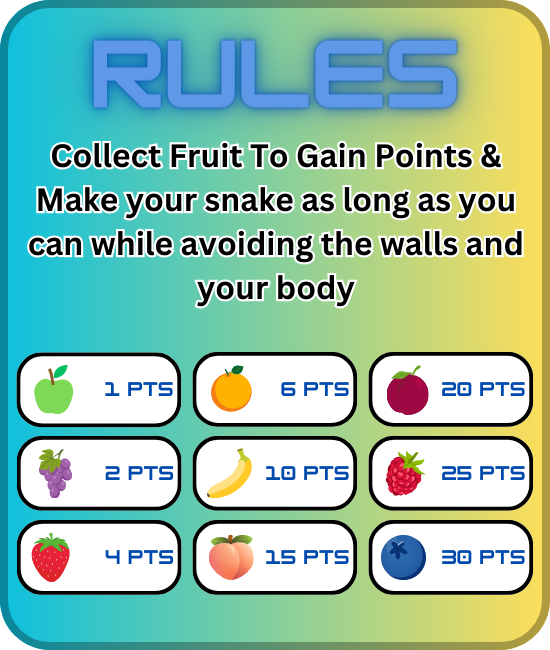 RULES
Collect Fruit To Gain Points &
Make your snake as long as you
can while avoiding the walls and
your body
1 PTS
6 PTS
20 PTS
2 PTS
10 PTS
25 PTS
4 PTS
15 PTS
30 PTS